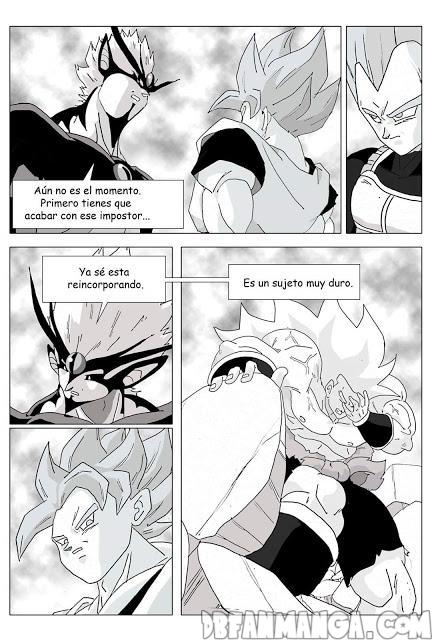 Aún no es el momento.
Primero tienes que
acabar con ese impostor...
Ya sé esta
reincorporando.
Es un sujeto muy duro.
DBFANMANGA.COM